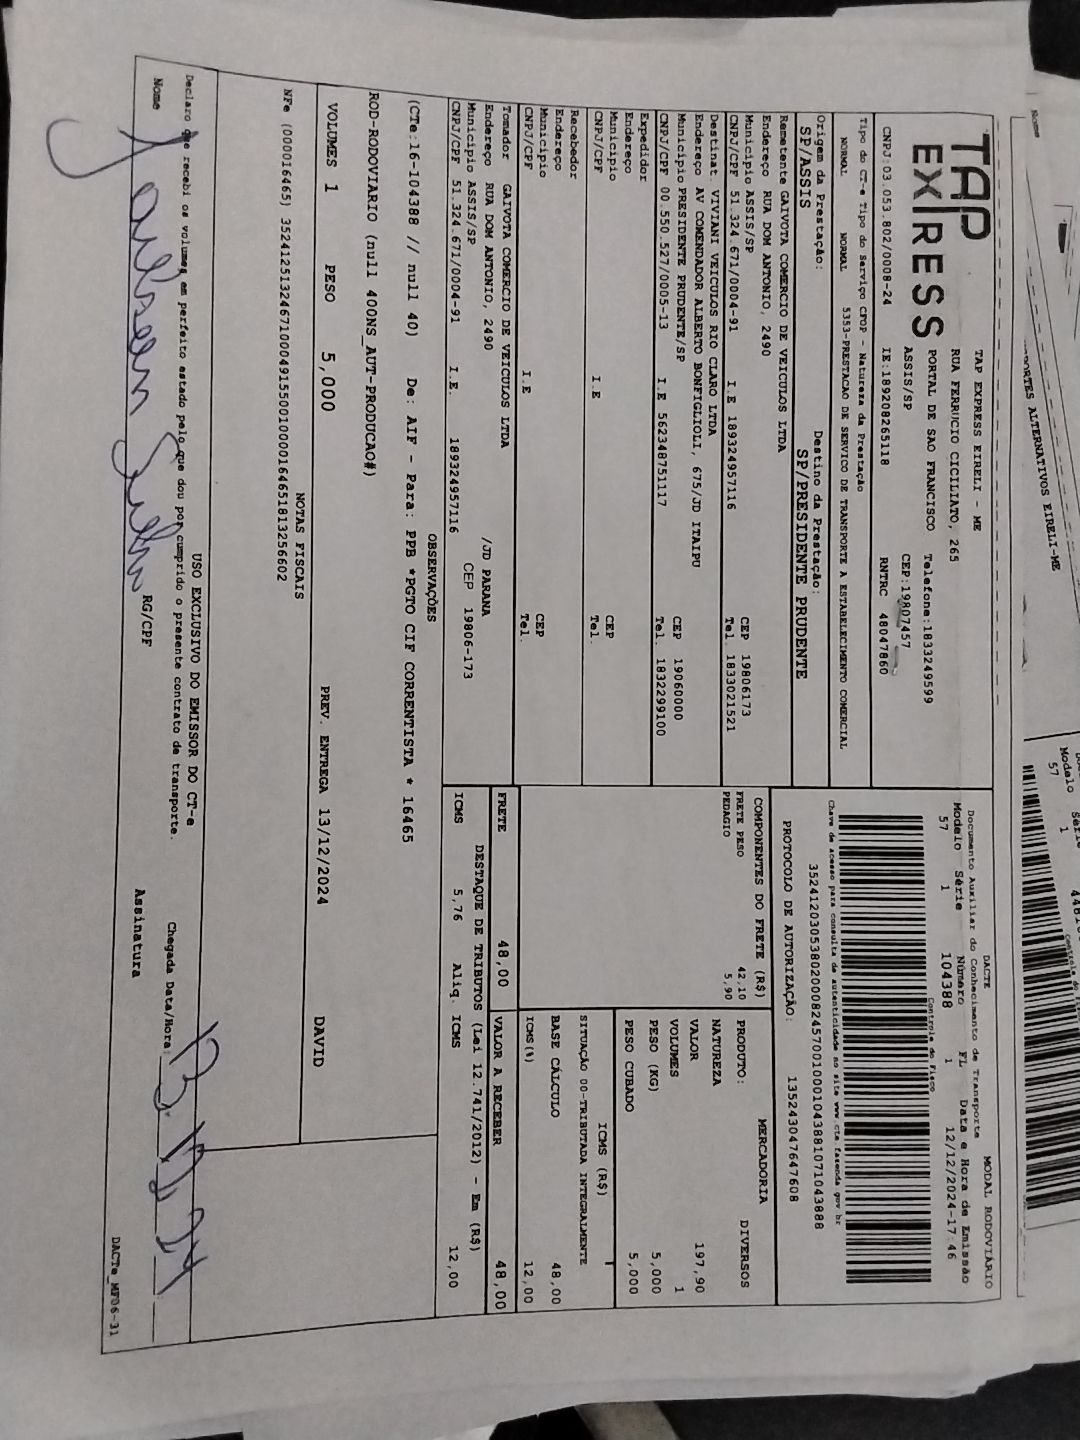 TAP
EXPRESS
TAP EXPRESS EIRELI - ME
RUA FERRUCIO CICILIATO, 265
PORTAL DE SAO FRANCISCO Telefone:1833249599
ASSIS/SP CEP:19807457
CNPJ:03.053.802/0008-24 IE:189208265118 RNTRC 48047860
Tipo do CT-e Tipo do Serviço CFOP - Natureza da Prestação
NORMAL NORMAL 5353-PRESTACAO DE SERVICO DE TRANSPORTE A ESTABELECIMENTO COMERCIAL
Origem da Prestação: Destino da Prestação:
SP/ASSIS SP/PRESIDENTE PRUDENTE
Remetente GAIVOTA COMERCIO DE VEICULOS LTDA
Endereço RUA DOM ANTONIO, 2490
Município ASSIS/SP CEP 19806173
CNPJ/CPF 51.324.671/0004-91 I.E 189324957116 Tel. 1833021521
Destinat. VIVIANI VEICULOS RIO CLARO LTDA
Endereço AV COMENDADOR ALBERTO BONFIGLIOLI, 675/JD ITAIPU
Município PRESIDENTE PRUDENTE/SP CEP 19060000
CNPJ/CPF 00.550.527/0005-13 I.E 562348751117 Tel. 1832299100
Expedidor
Endereço
Município CEP
CNPJ/CPF I.E Tel.
Recebedor
Endereço
Município CEP
CNPJ/CPF I.E Tel.
Tomador GAIVOTA COMERCIO DE VEICULOS LTDA
Endereço RUA DOM ANTONIO, 2490 /JD PARANA
Município ASSIS/SP CEP 19806-173
CNPJ/CPF 51.324.671/0004-91 I.E. 189324957116
DACTE MODAL RODOVIÁRIO
Documento Auxiliar do Conhecimento de Transporte
Modelo Série Número FL Data e Hora de Emissão
57 1 104388 1 12/12/2024-17:46
Controle do Fisco
Chave de acesso para consulta de autenticidade no site www.cte.fazenda.gov.br
35241203053802000824570010001043881071043888
PROTOCOLO DE AUTORIZAÇÃO: 135243047647608
COMPONENTES DO FRETE (R$)
FRETE PESO 42,10
PEDAGIO 5,90
MERCADORIA
PRODUTO: DIVERSOS
NATUREZA
VALOR 197,90
VOLUMES 1
PESO (KG) 5,000
PESO CUBADO 5,000
ICMS (R$)
SITUAÇÃO 00-TRIBUTADA INTEGRALMENTE
BASE CÁLCULO 48,00
ICMS(%) 12,00
FRETE 48,00 VALOR A RECEBER 48,00
DESTAQUE DE TRIBUTOS (Lei 12.741/2012) - Em (R$)
ICMS 5,76 Aliq. ICMS 12,00
OBSERVAÇÕES
(CTe:16-104388 // null 40) De: AIF - Para: PPB *PGTO CIF CORRENTISTA * 16465
ROD-RODOVIARIO (null 400NS_AUT-PRODUCAO#)
VOLUMES 1 PESO 5,000 PREV. ENTREGA 13/12/2024 DAVID
NOTAS FISCAIS
NFe (000016465) 35241251324671000491550010000164651813256602
USO EXCLUSIVO DO EMISSOR DO CT-e
Declaro que recebi os volumes em perfeito estado pelo que dou por cumprido o presente contrato de transporte. Chegada Data/Hora:
Nome RG/CPF Assinatura
DACTe_MF06-31
PORTES ALTERNATIVOS EIRELI-ME
Modelo
57 1